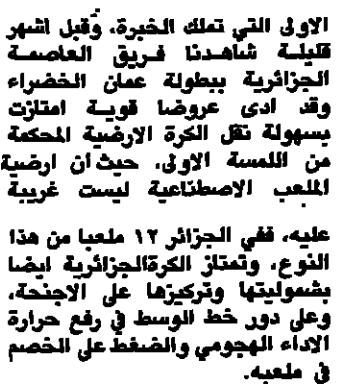 الاولى التي تملك الخبرة. وقبل اشهر
قليلة شاهدنا فريق العاصمة
الجزائرية ببطولة عمان الخضراء
وقد ادى عروضا قوية امتازت
بسهولة نقل الكرة الارضية المحكمة
من اللمسة الاولى. حيث أن ارضية
الملعب الاصطناعية ليست غريبة
عليه، ففي الجزائر ١٢ ملعبا من هذا
النوع. وتمتاز الكرةالجزائرية ايضا
بشموليتها وتركيزها على الاجنحة،
وعلى دور خط الوسط في رفع حرارة
الاداء الهجومي والضغط على الخصم
في ملعبه.